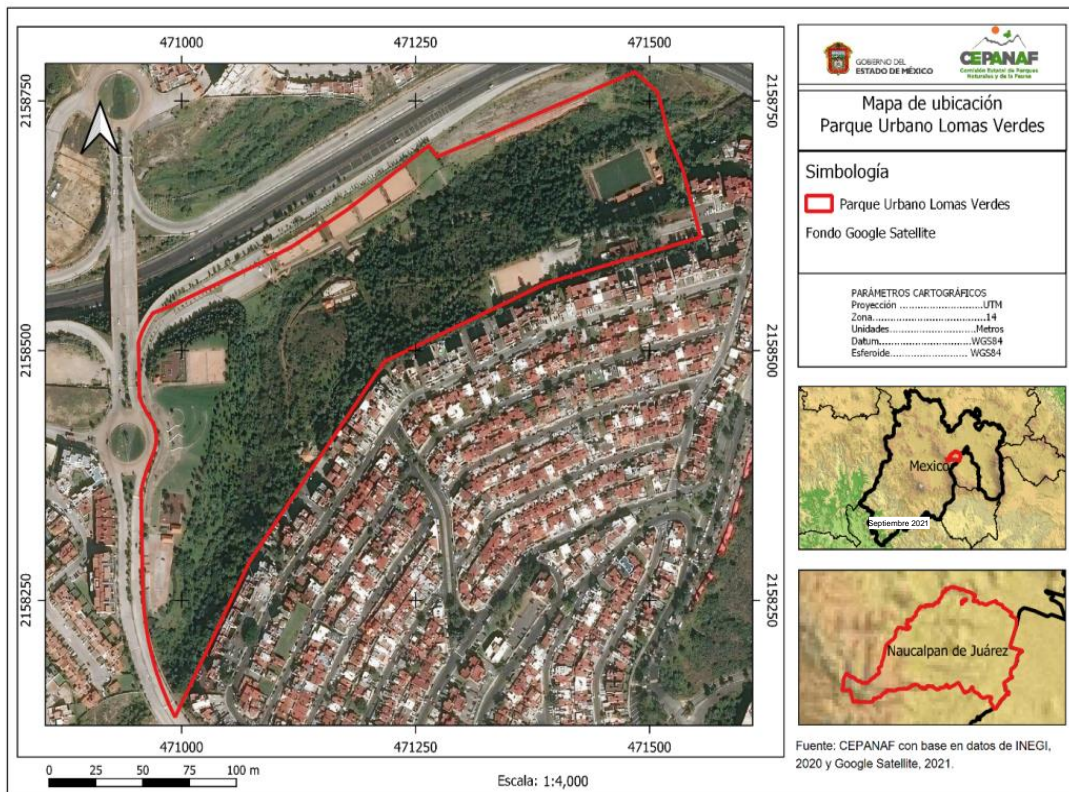 471000
471250
471500
2158750
2158500
2158250
2158750
2158500
2158250
471000
471250
471500
0 25 50 75 100 m
Escala: 1:4,000
GOBIERNO DEL
ESTADO DE MÉXICO
CEPANAF
Comisión Estatal de Parques
Naturales y de la Fauna
Mapa de ubicación
Parque Urbano Lomas Verdes
Simbología
Parque Urbano Lomas Verdes
Fondo Google Satellite
PARÁMETROS CARTOGRÁFICOS
Proyección ....................UTM
Zona............................14
Unidades.......................Metros
Datum........................WGS84
Esferoide................... WGS84
Mexico
Septiembre 2021
Naucalpan de Juárez
Fuente: CEPANAF con base en datos de INEGI,
2020 y Google Satellite, 2021.